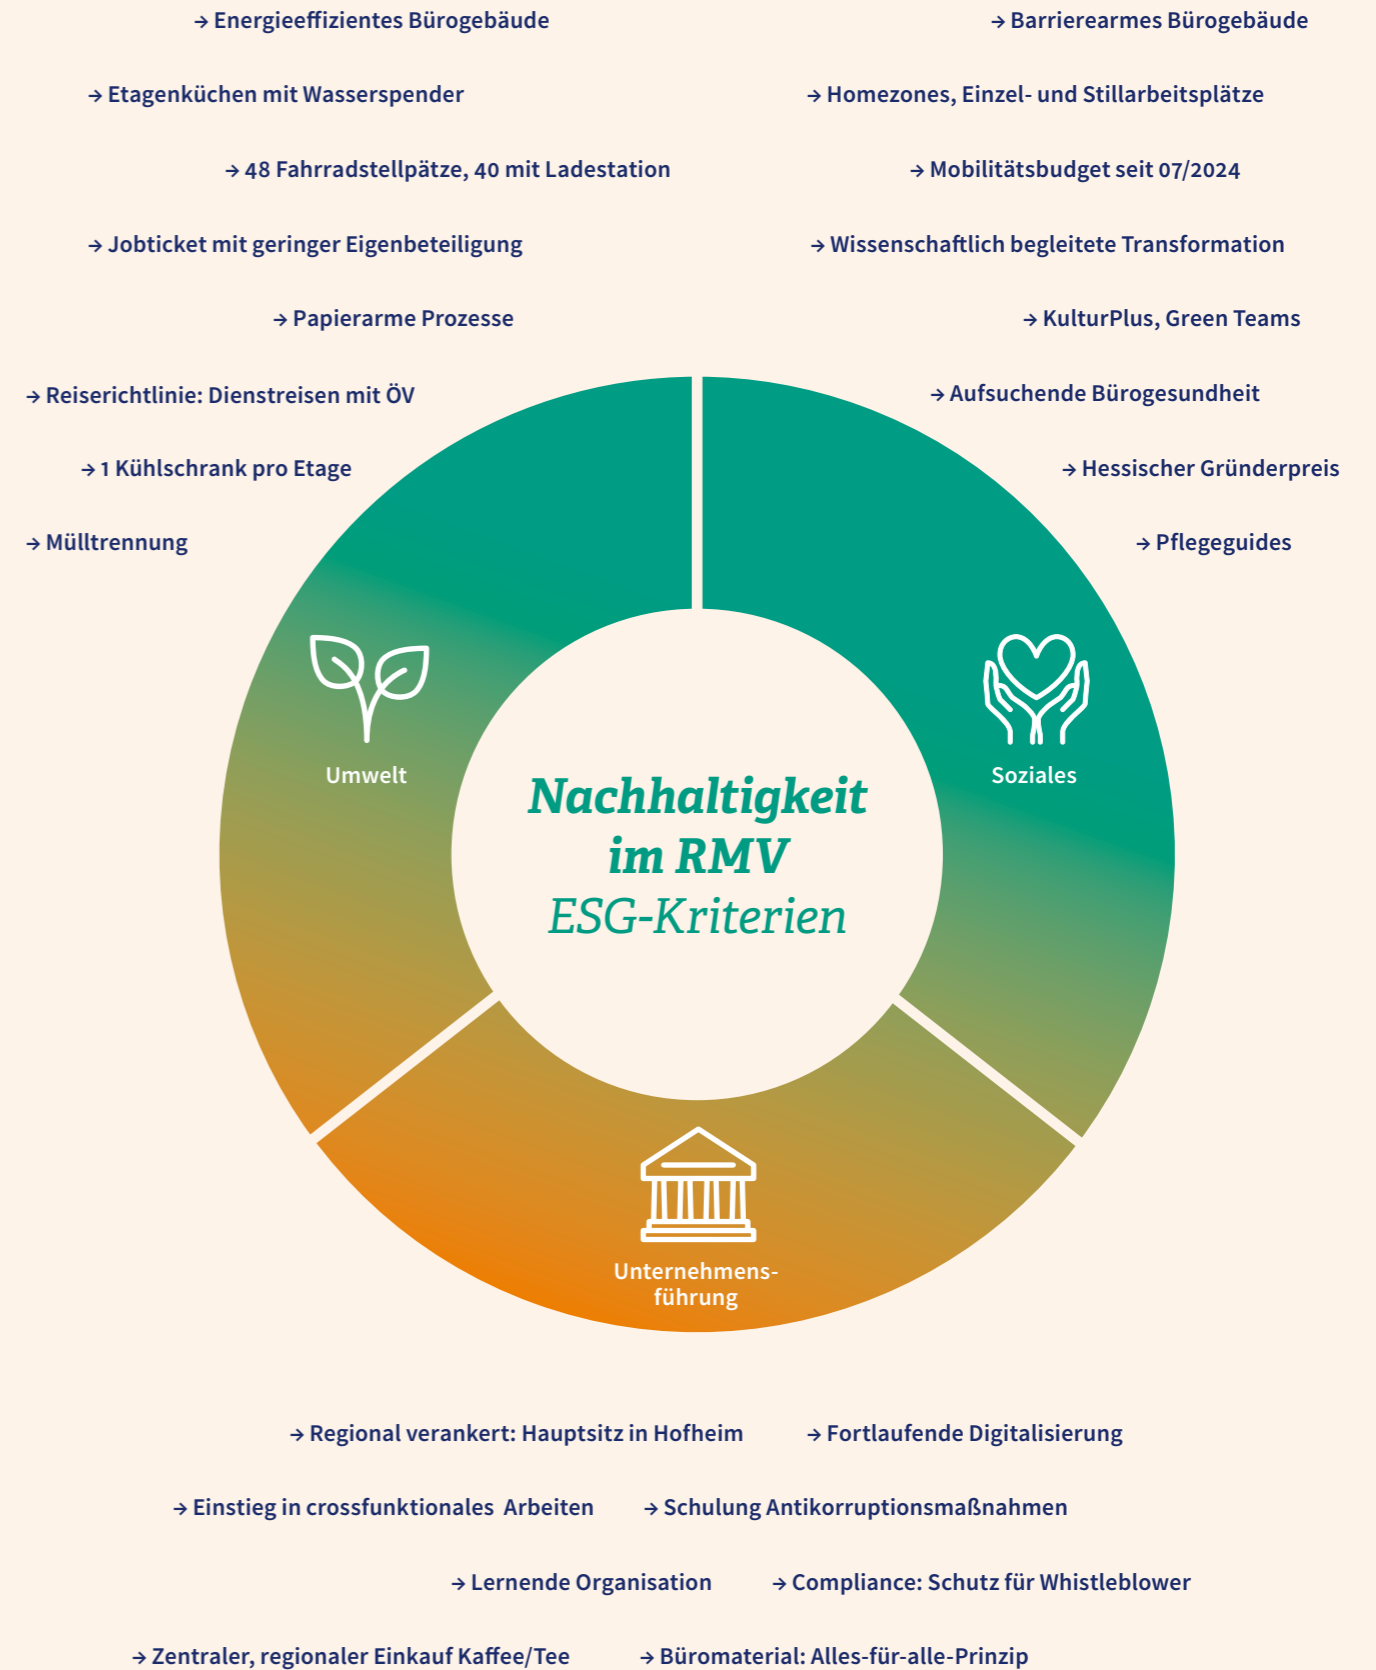 → Energieeffizientes Bürogebäude
→ Etagenküchen mit Wasserspender
→ 48 Fahrradstellpätze, 40 mit Ladestation
→ Jobticket mit geringer Eigenbeteiligung
→ Papierarme Prozesse
→ Reiserichtlinie: Dienstreisen mit ÖV
→ 1 Kühlschrank pro Etage
→ Mülltrennung
→ Barrierearmes Bürogebäude
→ Homezones, Einzel- und Stillarbeitsplätze
→ Mobilitätsbudget seit 07/2024
→ Wissenschaftlich begleitete Transformation
→ KulturPlus, Green Teams
→ Aufsuchende Bürogesundheit
→ Hessischer Gründerpreis
→ Pflegeguides
Umwelt
Soziales
Nachhaltigkeit
im RMV
ESG-Kriterien
Unternehmens-
führung
→ Regional verankert: Hauptsitz in Hofheim
→ Fortlaufende Digitalisierung
→ Einstieg in crossfunktionales Arbeiten
→ Schulung Antikorruptionsmaßnahmen
→ Lernende Organisation
→ Compliance: Schutz für Whistleblower
→ Zentraler, regionaler Einkauf Kaffee/Tee
→ Büromaterial: Alles-für-alle-Prinzip